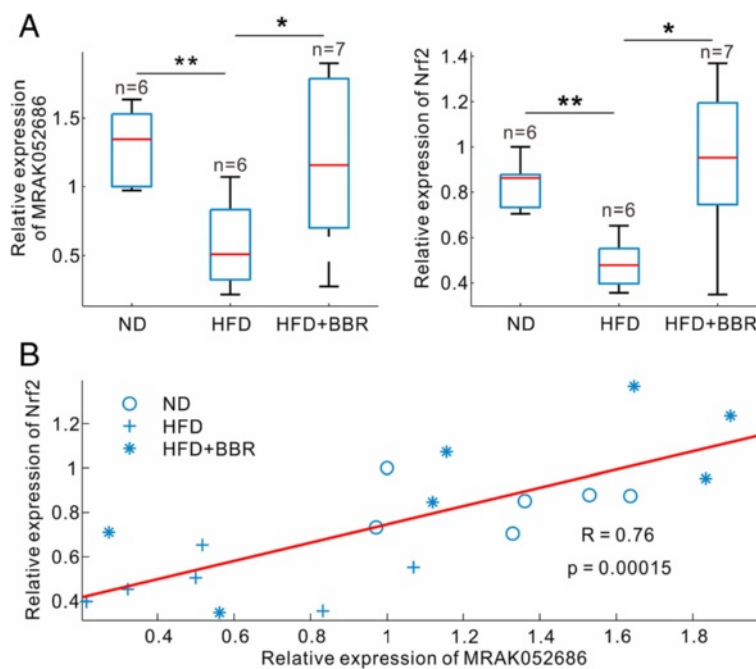 A
Relative expression
of MRAK052686
1.5
1
0.5
n=6
**
n=6
*
n=7
ND
HFD
HFD+BBR
Relative expression of Nrf2
1.4
1.2
1
0.8
0.6
0.4
n=6
**
n=6
*
n=7
ND
HFD
HFD+BBR
B
Relative expression of Nrf2
1.2
1
0.8
0.6
0.4
ND
HFD
HFD+BBR
R = 0.76
p = 0.00015
0.4 0.6 0.8 1 1.2 1.4 1.6 1.8
Relative expression of MRAK052686